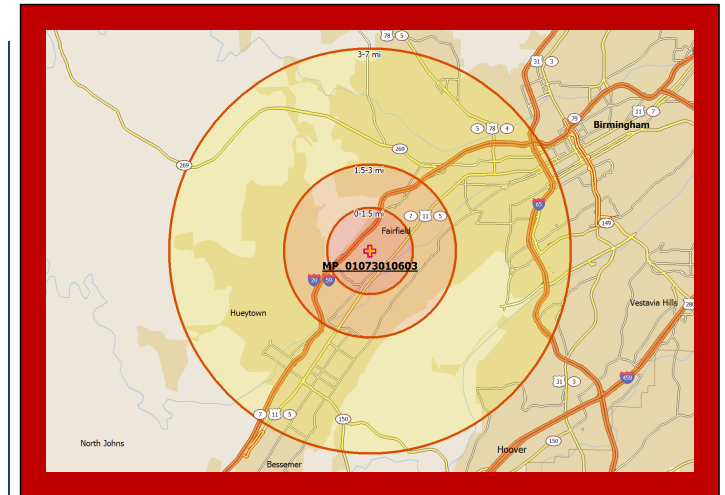 78 5
3-7 mi
31 3
79
11 7
5 78 4
Birmingham
269
269
1.5-3 mi
65
0-1.5 mi
7 11 5
149
Fairfield
MP_01073010603
20 59
Vestavia Hills
280
Hueytown
459
31 3
7 11 5
150
150
North Johns
Hoover
Bessemer